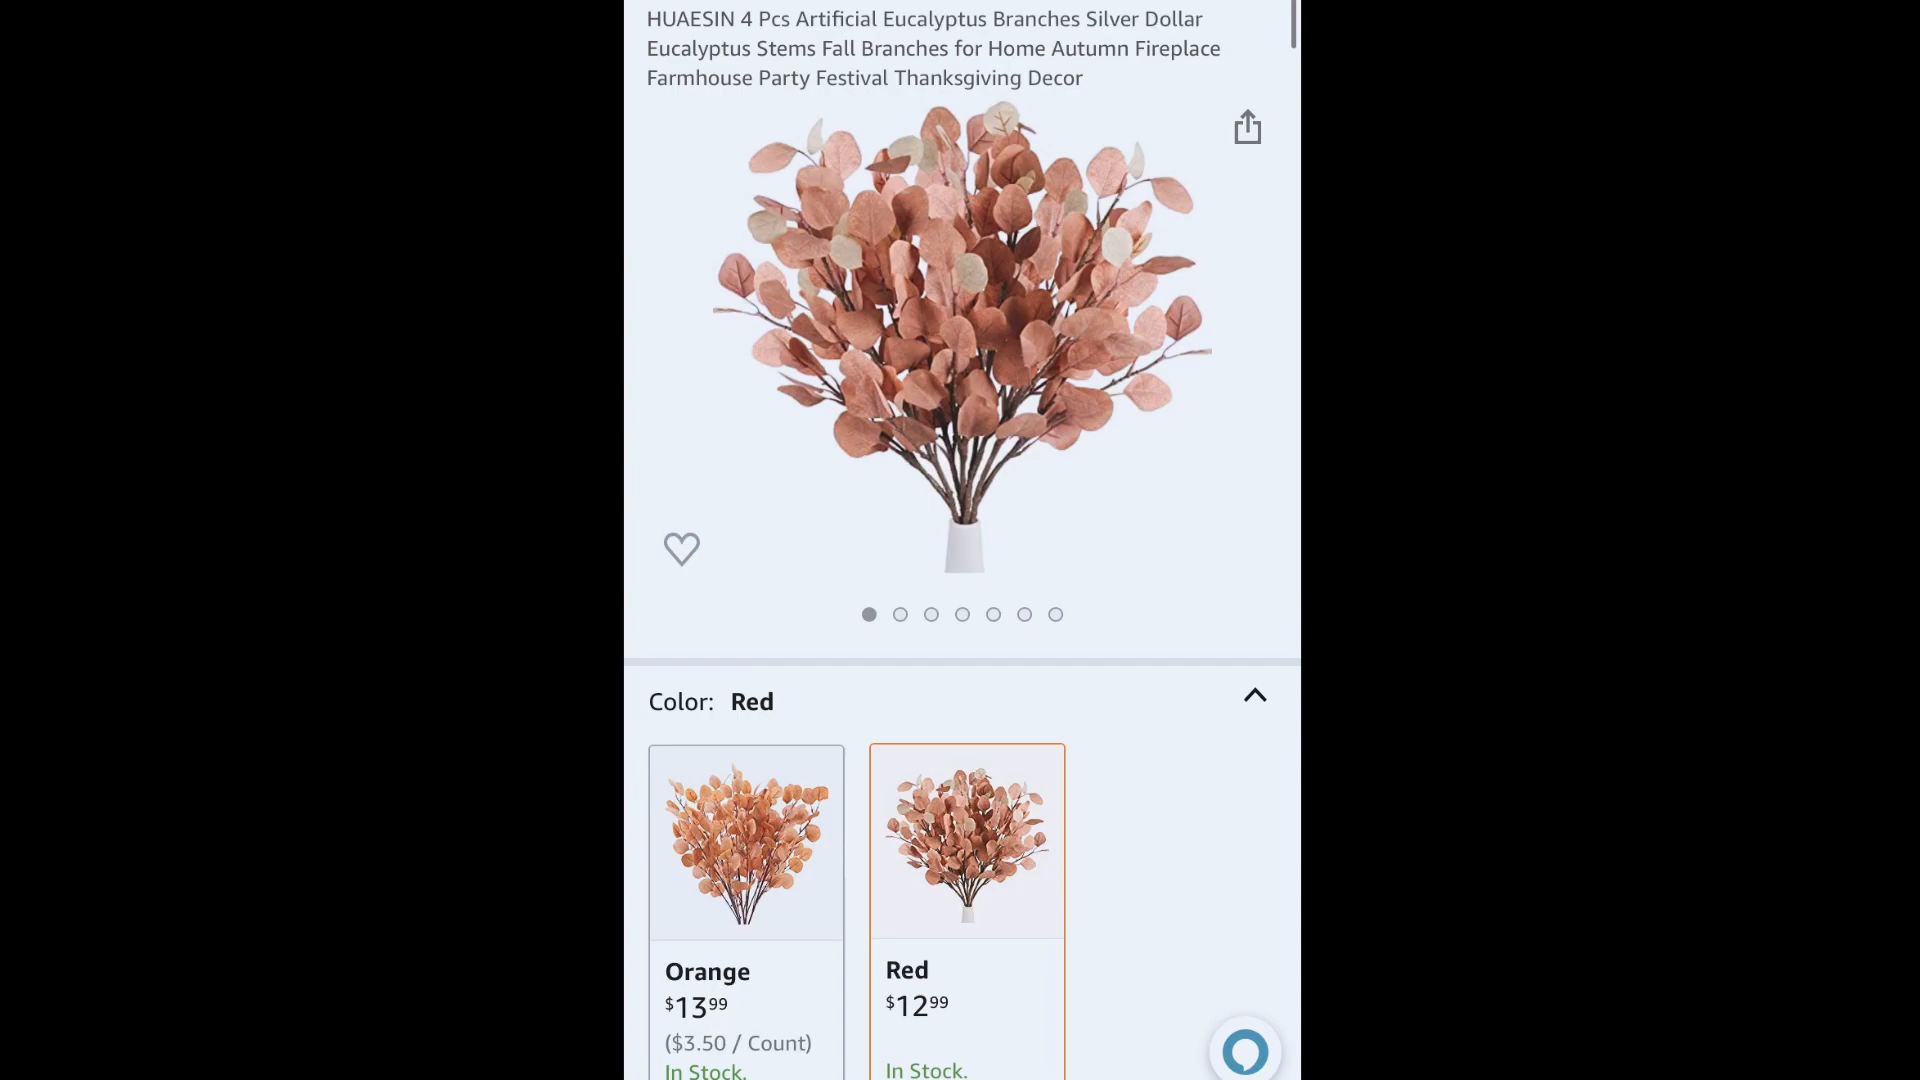 HUAESIN 4 Pcs Artificial Eucalyptus Branches Silver Dollar
Eucalyptus Stems Fall Branches for Home Autumn Fireplace
Farmhouse Party Festival Thanksgiving Decor
Color: Red
Orange
$13.99
($3.50 / Count)
In Stock.
Red
$12.99
In Stock.